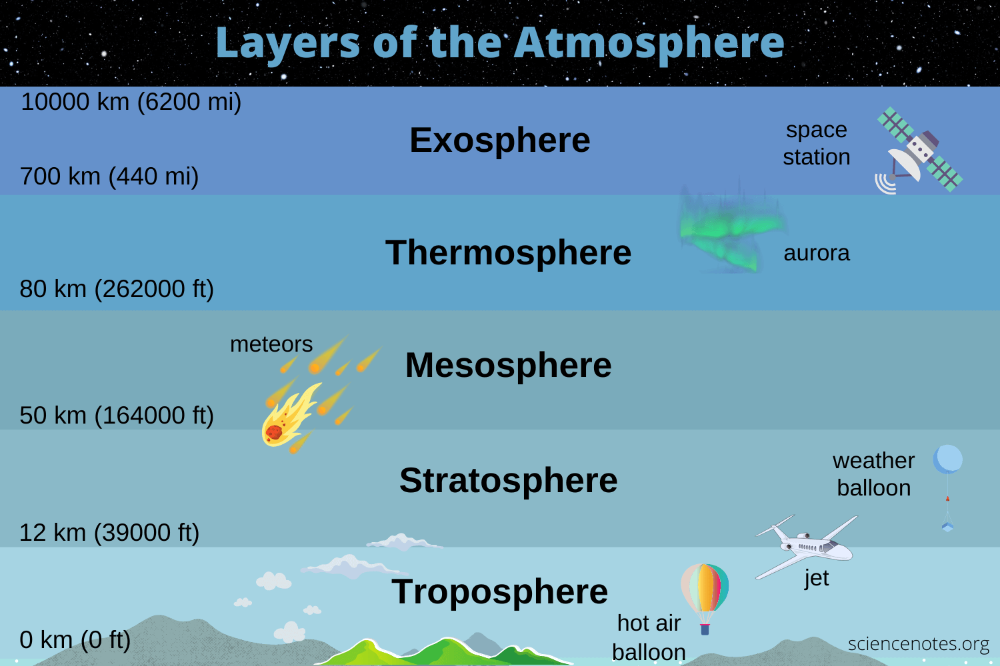 Layers of the Atmosphere
10000 km (6200 mi)
Exosphere
space
station
700 km (440 mi)
Thermosphere
aurora
80 km (262000 ft)
meteors
Mesosphere
50 km (164000 ft)
Stratosphere
weather
balloon
12 km (39000 ft)
jet
Troposphere
hot air
balloon
0 km (0 ft)
sciencenotes.org